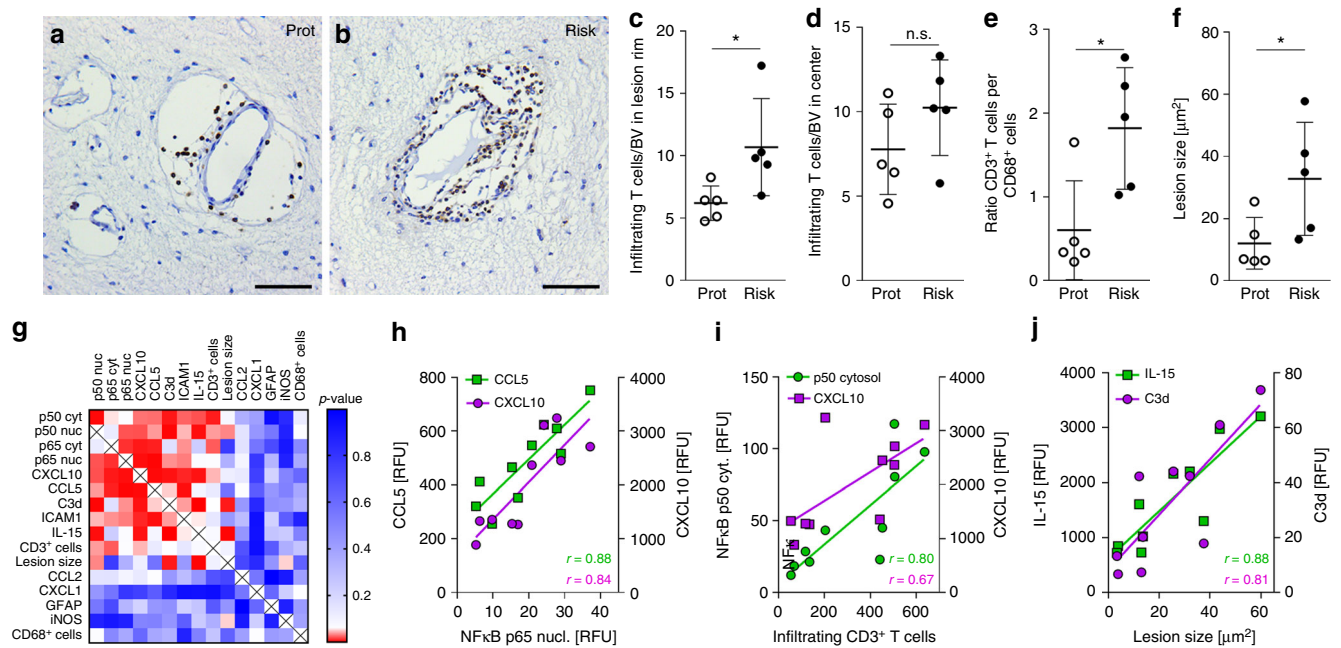 a
Prot
b
Risk
c
Infiltrating T cells/BV in lesion rim
20
15
10
5
0
*
Prot Risk
d
Infiltrating T cells/BV in center
15
10
5
0
n.s.
Prot Risk
e
Ratio CD3⁺ T cells per
CD68⁺ cells
3
2
1
0
*
Prot Risk
f
Lesion size [µm²]
80
60
40
20
0
*
Prot Risk
g
p50 nuc
p65 cyt
p65 nuc
CXCL10
CCL5
C3d
ICAM1
IL-15
CD3⁺ cells
Lesion size
CCL2
CXCL1
GFAP
iNOS
CD68⁺ cells
p50 cyt
p50 nuc
p65 cyt
p65 nuc
CXCL10
CCL5
C3d
ICAM1
IL-15
CD3⁺ cells
Lesion size
CCL2
CXCL1
GFAP
iNOS
CD68⁺ cells
p-value
0.8
0.6
0.4
0.2
h
CCL5 [RFU]
800
600
400
200
0
CCL5
CXCL10
4000
3000
2000
1000
0
CXCL10 [RFU]
r = 0.88
r = 0.84
0 10 20 30 40
NFκB p65 nucl. [RFU]
i
NFκB p50 cyt. [RFU]
150
100
50
0
p50 cytosol
CXCL10
NFκ
4000
3000
2000
1000
0
CXCL10 [RFU]
r = 0.80
r = 0.67
0 200 400 600
Infiltrating CD3⁺ T cells
j
IL-15 [RFU]
4000
3000
2000
1000
0
IL-15
C3d
80
60
40
20
0
C3d [RFU]
r = 0.88
r = 0.81
0 20 40 60
Lesion size [µm²]